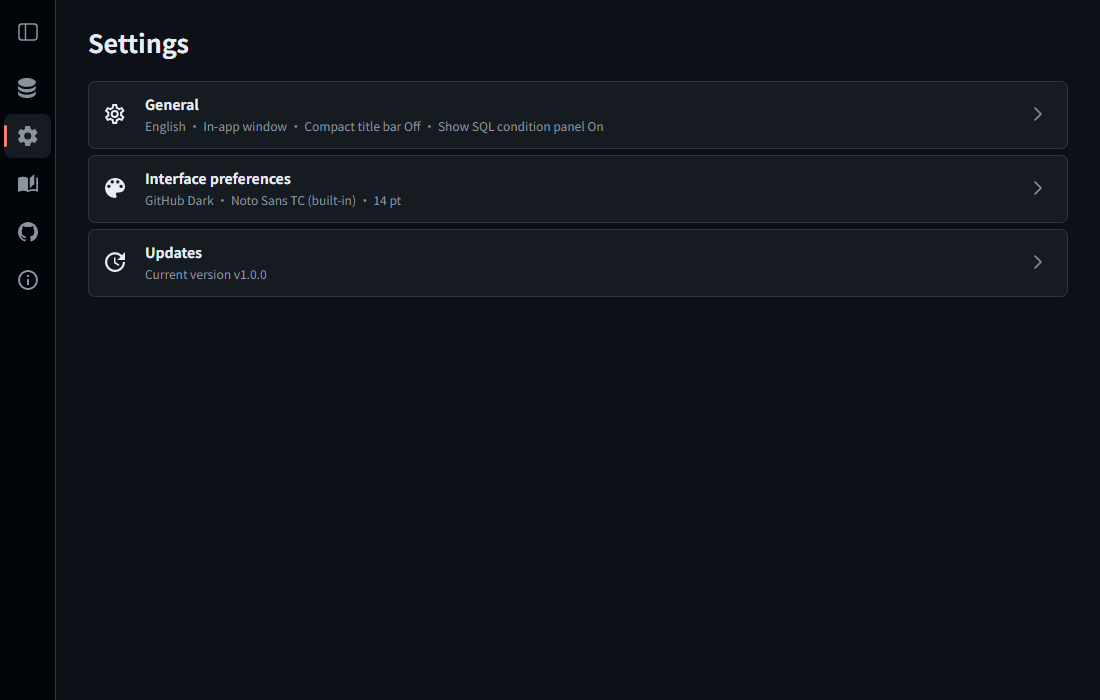 Settings
General
English • In-app window • Compact title bar Off • Show SQL condition panel On
Interface preferences
GitHub Dark • Noto Sans TC (built-in) • 14 pt
Updates
Current version v1.0.0